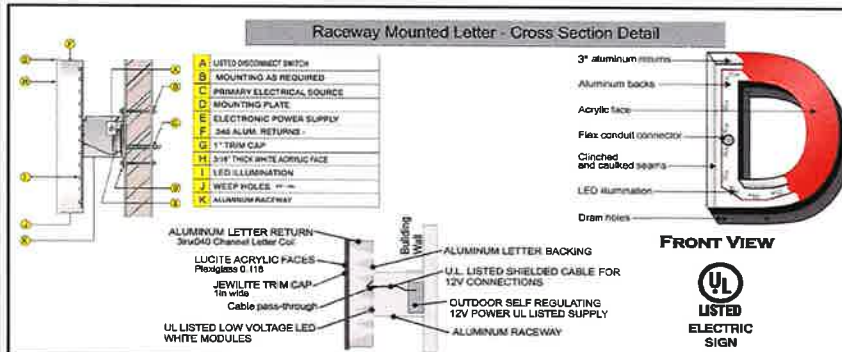 Raceway Mounted Letter - Cross Section Detail
A LISTED DISCONNECT SWITCH
B MOUNTING AS REQUIRED
C PRIMARY ELECTRICAL SOURCE
D MOUNTING PLATE
E ELECTRONIC POWER SUPPLY
F .040 ALUM. RETURNS -
G 1" TRIM CAP
H 3/16" THICK WHITE ACRYLIC FACE
I LED ILLUMINATION
J WEEP HOLES
K ALUMINUM RACEWAY
F
G
H
A
B
C
I
D
E
J
K
3" aluminum returns
Aluminum backs
Acrylic face
Flex conduit connector
Clinched
and caulked seams
LED illumination
Drain holes
FRONT VIEW
UL
LISTED
ELECTRIC
SIGN
ALUMINUM LETTER RETURN
040 Channel Letter Coil
LUCITE ACRYLIC FACES
Plexiglass 0.118
JEWILITE TRIM CAP
1in wide
Cable pass-through
UL LISTED LOW VOLTAGE LED
WHITE MODULES
Building
Wall
ALUMINUM LETTER BACKING
U.L. LISTED SHIELDED CABLE FOR
12V CONNECTIONS
OUTDOOR SELF REGULATING
12V POWER UL LISTED SUPPLY
ALUMINUM RACEWAY